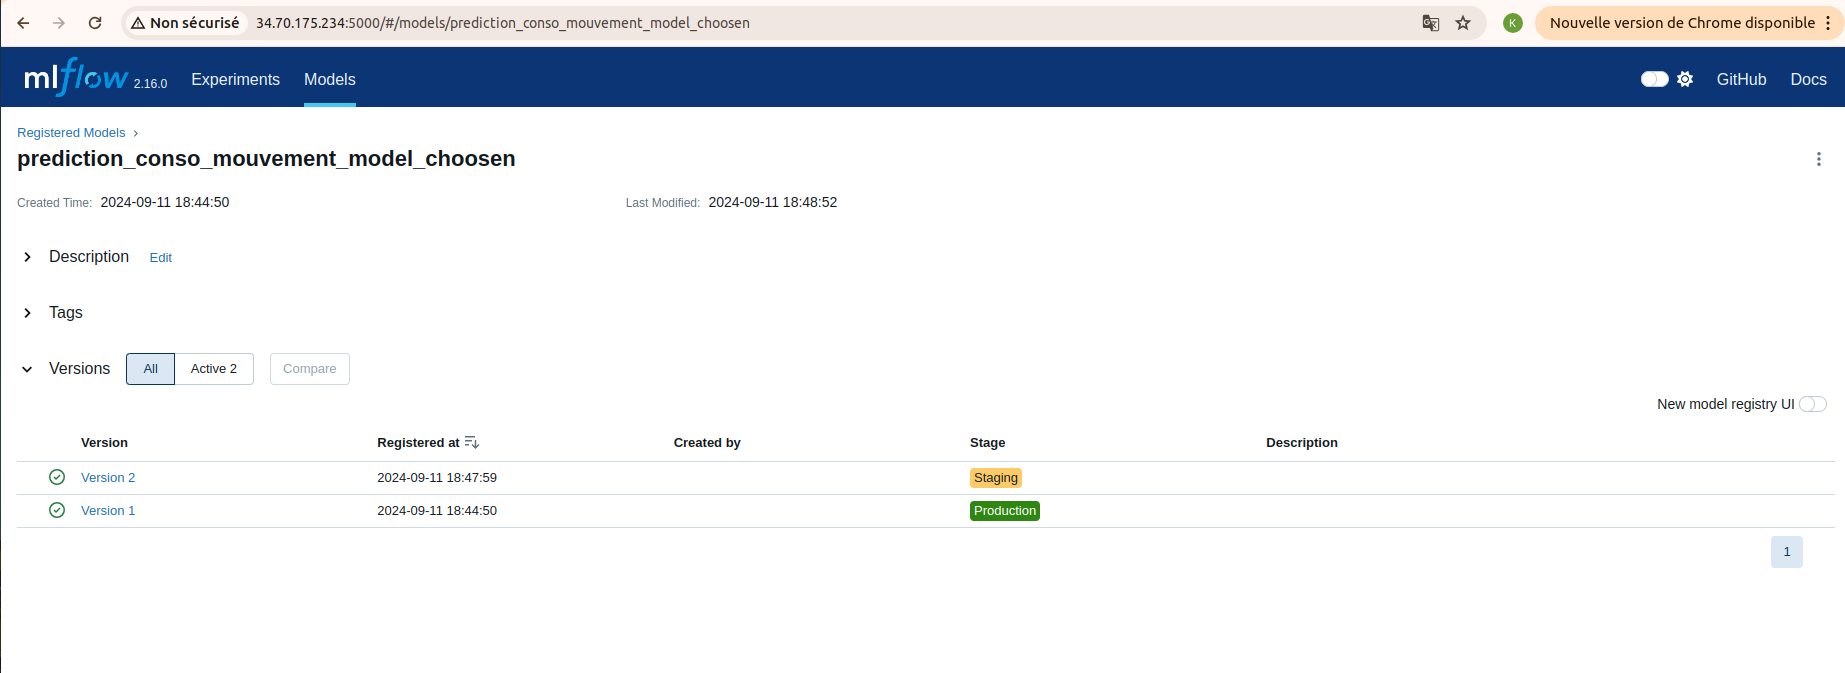 Non sécurisé 34.70.175.234:5000/#/models/prediction_conso_mouvement_model_choosen K Nouvelle version de Chrome disponible
mlflow 2.16.0 Experiments Models GitHub Docs
Registered Models
prediction_conso_mouvement_model_choosen
Created Time: 2024-09-11 18:44:50 Last Modified: 2024-09-11 18:48:52
Description Edit
Tags
Versions All Active 2 Compare
New model registry UI
Version Registered at Created by Stage Description
Version 2 2024-09-11 18:47:59 Staging
Version 1 2024-09-11 18:44:50 Production
1